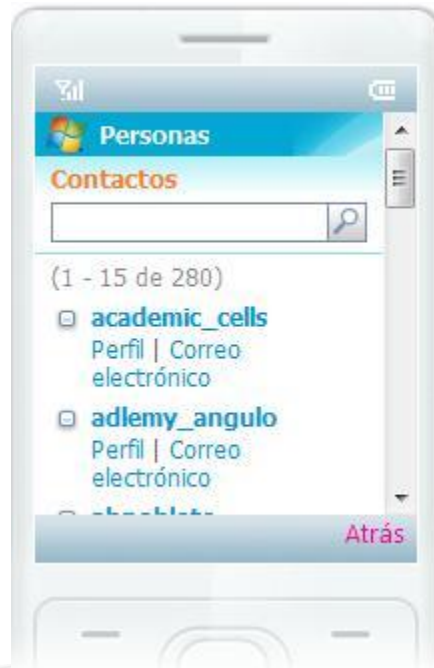 Personas
Contactos
(1 - 15 de 280)
academic_cells
Perfil | Correo
electrónico
adlemy_angulo
Perfil | Correo
electrónico
Atrás